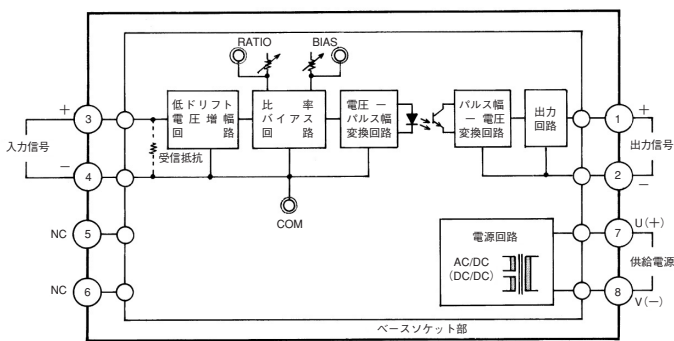 RATIO
BIAS
低ドリフト
電圧増幅
回路
比率
バイアス
回路
電圧ー
パルス幅
変換回路
パルス幅
ー電圧
変換回路
出力
回路
+
3
入力信号
−
4
受信抵抗
COM
+
1
出力信号
2
−
NC
5
NC
6
電源回路
AC/DC
(DC/DC)
U(+)
7
供給電源
8
V(−)
ベースソケット部